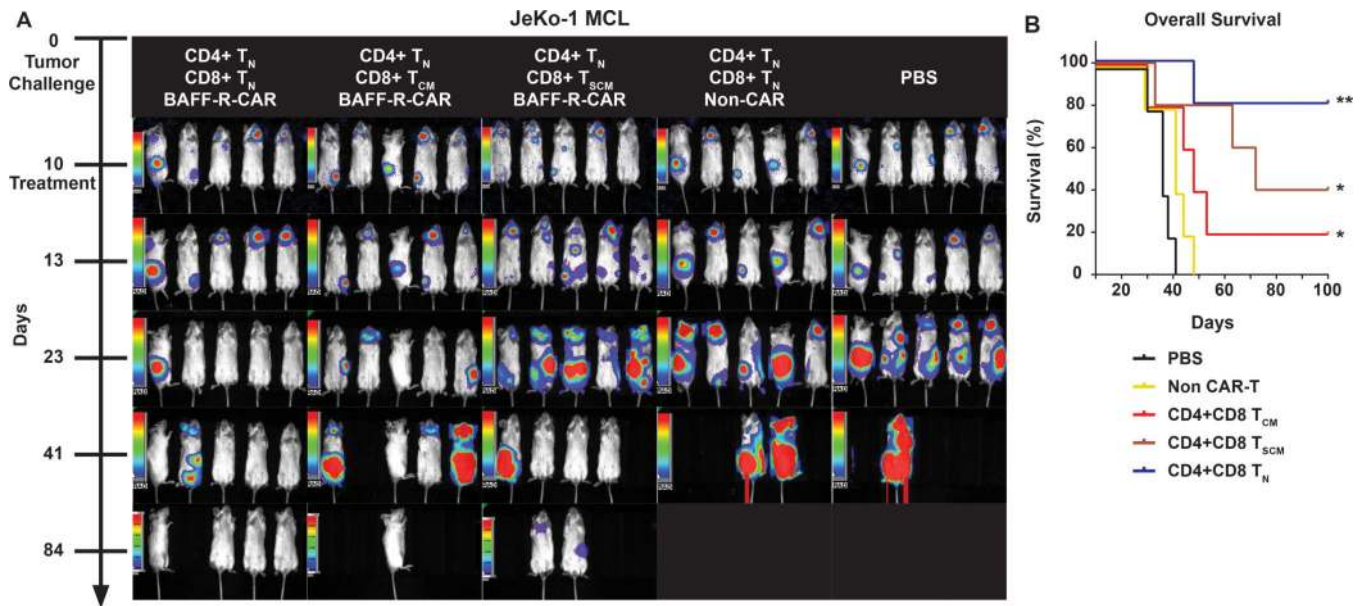 A
JeKo-1 MCL
0
Tumor
Challenge
CD4+ TN
CD8+ TN
BAFF-R-CAR
CD4+ TN
CD8+ TCM
BAFF-R-CAR
CD4+ TN
CD8+ TSCM
BAFF-R-CAR
CD4+ TN
CD8+ TN
Non-CAR
PBS
10
Treatment
13
Days
23
41
84
B
Overall Survival
Survival (%)
100
80
60
40
20
0
**
*
*
20
40
60
80
100
Days
PBS
Non CAR-T
CD4+CD8 TCM
CD4+CD8 TSCM
CD4+CD8 TN